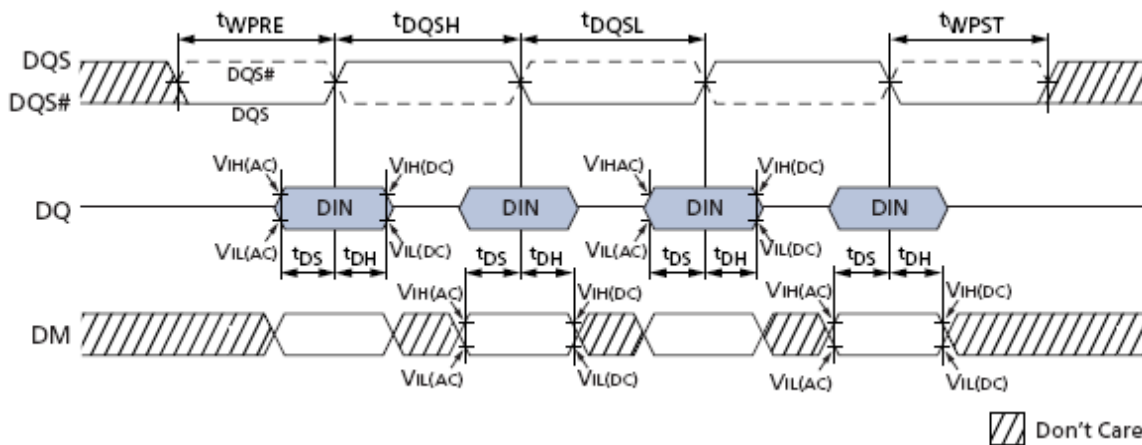 tWPRE tDQSH tDQSL tWPST
DQS
DQS#
DQS#
DQS
VIH(AC) VIH(DC) VIHAC) VIH(DC)
DQ DIN DIN DIN DIN
VIL(AC) VIL(DC) VIL(AC) VIL(DC)
tDS tDH tDS tDH tDS tDH tDS tDH
VIH(AC) VIH(DC) VIH(AC) VIH(DC)
DM
VIL(AC) VIL(DC) VIL(AC) VIL(DC)
Don't Care